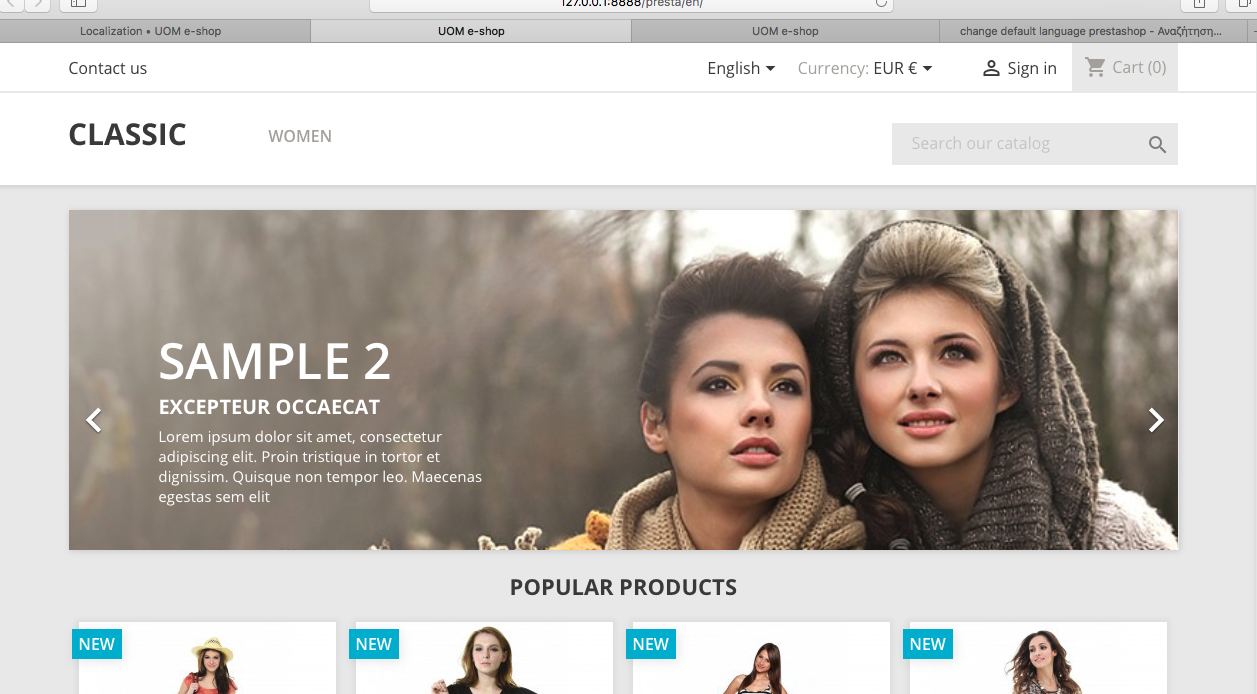 127.0.0.1:8888/presta/en/
Localization • UOM e-shop
UOM e-shop
UOM e-shop
change default language prestashop - Αναζήτηση...
Contact us
English
Currency: EUR €
Sign in
Cart (0)
CLASSIC
WOMEN
Search our catalog
SAMPLE 2
EXCEPTEUR OCCAECAT
Lorem ipsum dolor sit amet, consectetur
adipiscing elit. Proin tristique in tortor et
dignissim. Quisque non tempor leo. Maecenas
egestas sem elit
POPULAR PRODUCTS
NEW
NEW
NEW
NEW